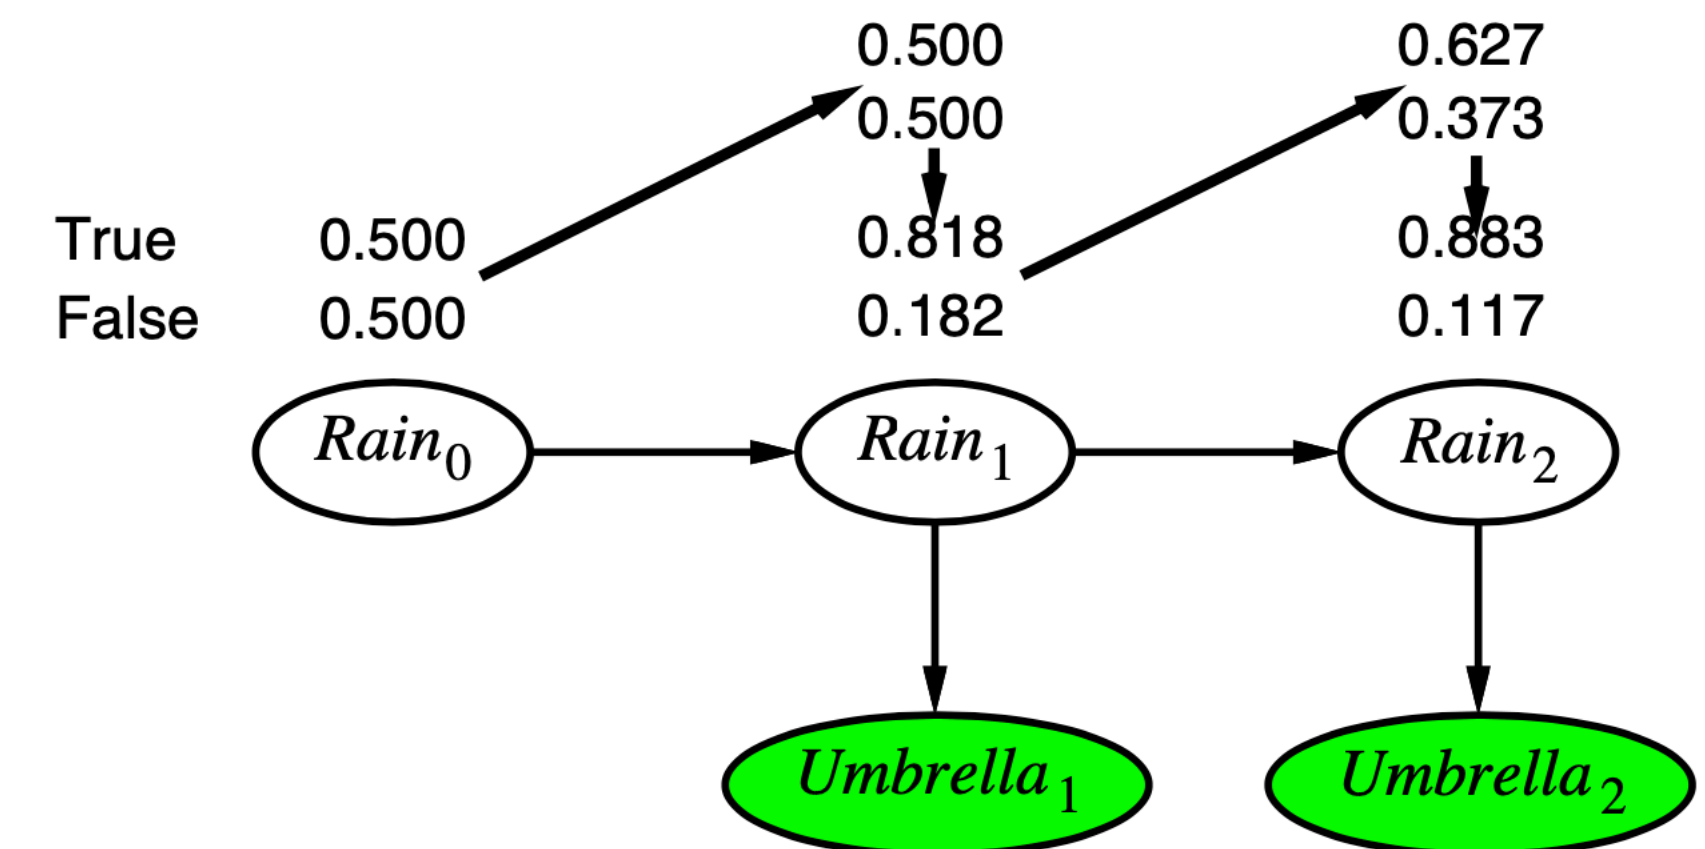 0.500 0.627
0.500 0.373
True 0.500 0.818 0.883
False 0.500 0.182 0.117
Rain0 Rain1 Rain2
Umbrella1 Umbrella2